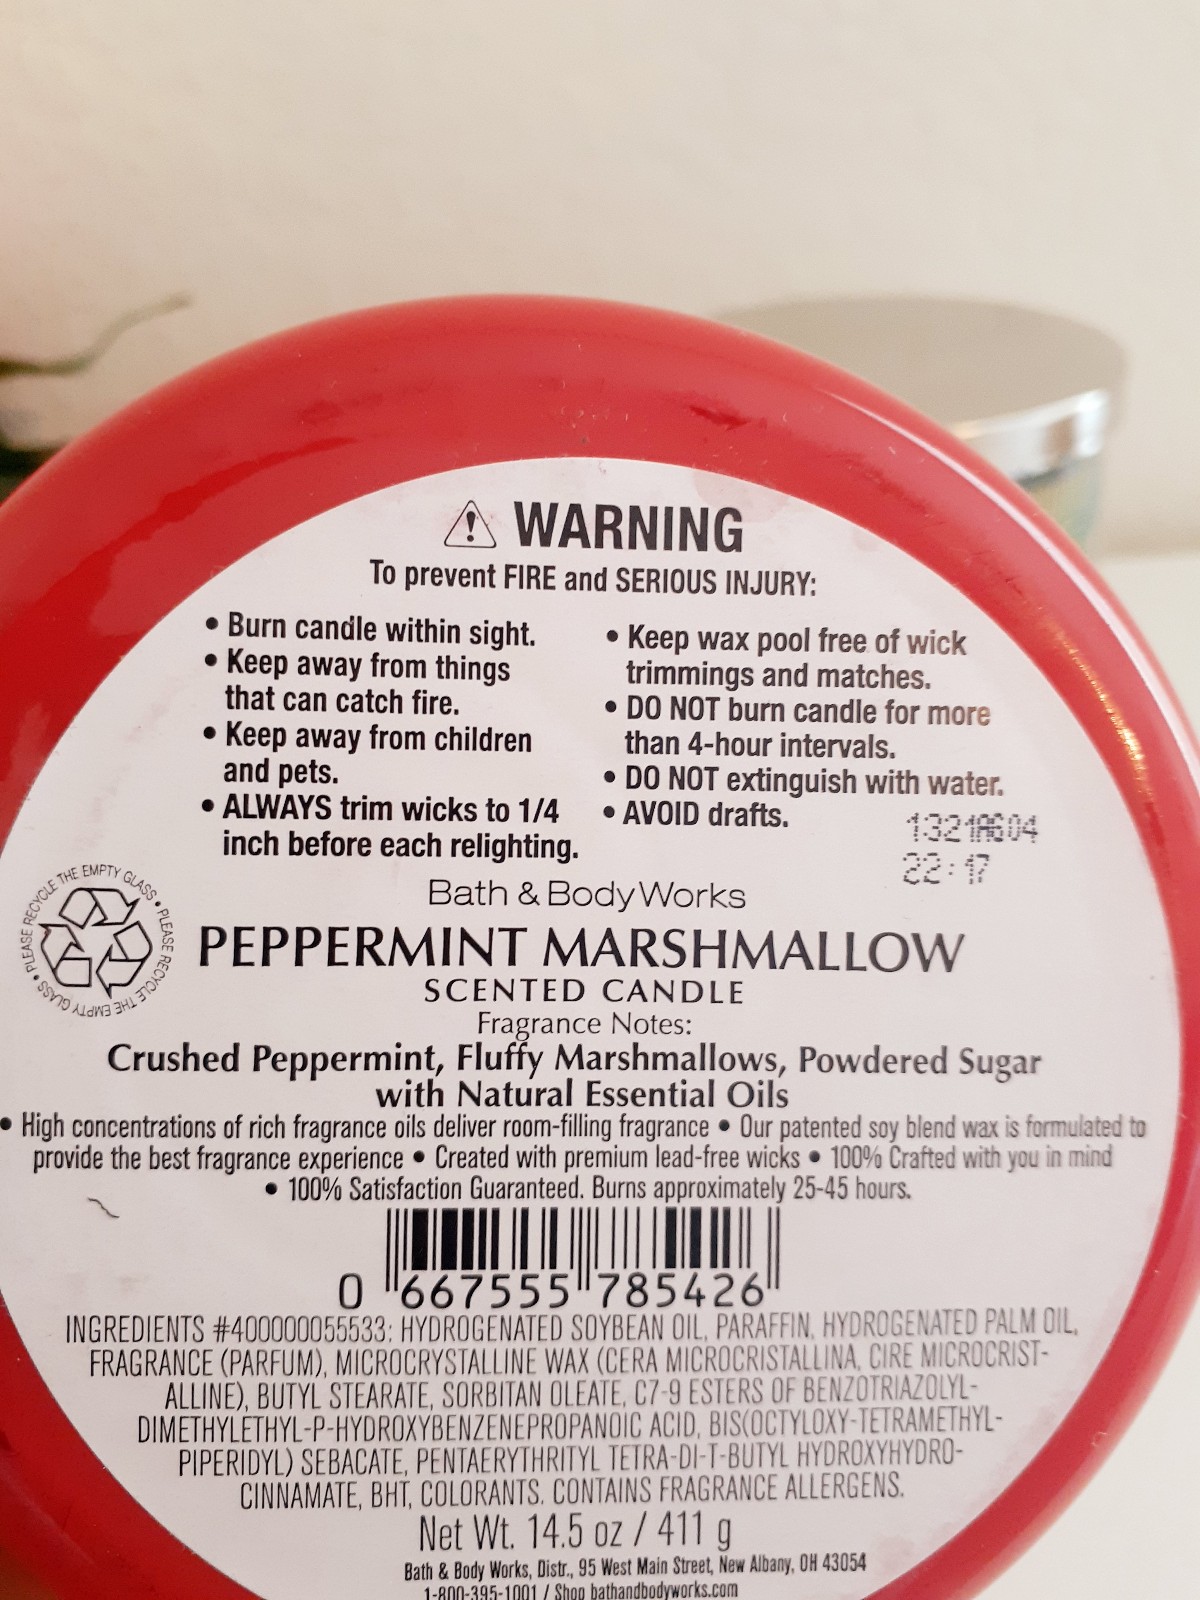 WARNING
To prevent FIRE and SERIOUS INJURY:
• Burn candle within sight.
• Keep away from things
that can catch fire.
• Keep away from children
and pets.
• ALWAYS trim wicks to 1/4
inch before each relighting.
• Keep wax pool free of wick
trimmings and matches.
• DO NOT burn candle for more
than 4-hour intervals.
• DO NOT extinguish with water.
• AVOID drafts.
22:17
PLEASE RECYCLE THE EMPTY GLASS • PLEASE RECYCLE THE EMPTY GLASS •
Bath & Body Works
PEPPERMINT MARSHMALLOW
SCENTED CANDLE
Fragrance Notes:
Crushed Peppermint, Fluffy Marshmallows, Powdered Sugar
with Natural Essential Oils
• High concentrations of rich fragrance oils deliver room-filling fragrance • Our patented soy blend wax is formulated to
provide the best fragrance experience • Created with premium lead-free wicks • 100% Crafted with you in mind
• 100% Satisfaction Guaranteed. Burns approximately 25-45 hours.
0 667555 785426
INGREDIENTS #400000055533: HYDROGENATED SOYBEAN OIL, PARAFFIN, HYDROGENATED PALM OIL,
FRAGRANCE (PARFUM), MICROCRYSTALLINE WAX (CERA MICROCRISTALLINA, CIRE MICROCRIST-
ALLINE), BUTYL STEARATE, SORBITAN OLEATE, C7-9 ESTERS OF BENZOTRIAZOLYL-
DIMETHYLETHYL-P-HYDROXYBENZENEPROPANOIC ACID, BIS(OCTYLOXY-TETRAMETHYL-
PIPERIDYL) SEBACATE, PENTAERYTHRITYL TETRA-DI-T-BUTYL HYDROXYHYDRO-
CINNAMATE, BHT, COLORANTS. CONTAINS FRAGRANCE ALLERGENS.
Net Wt. 14.5 oz / 411 g
Bath & Body Works, Distr., 95 West Main Street, New Albany, OH 43054
1-800-395-1001 / Shop bathandbodyworks.com